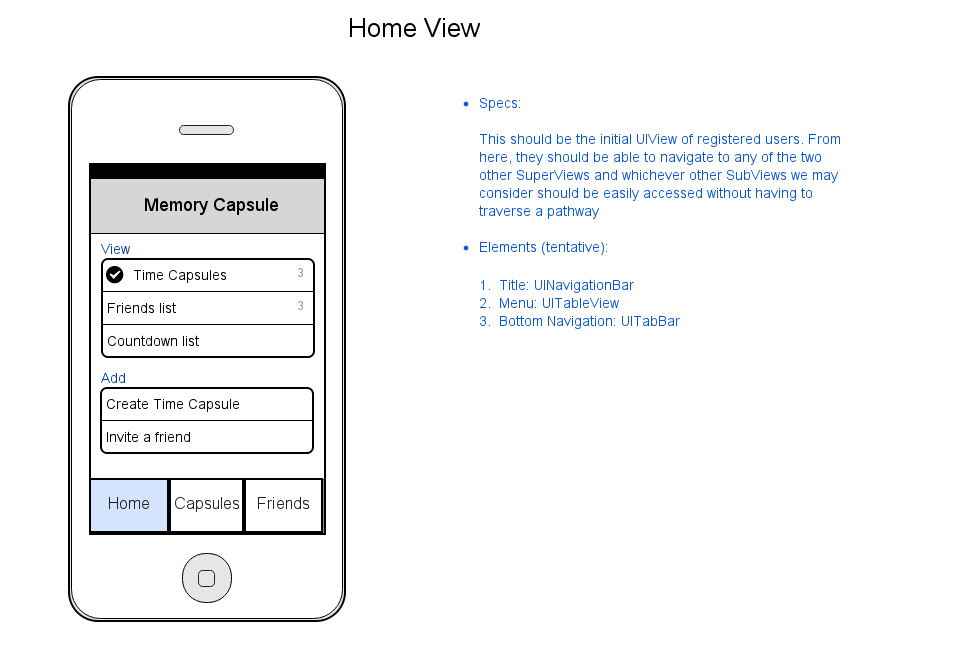 Home View
Memory Capsule
View
Time Capsules 3
Friends list 3
Countdown list
Add
Create Time Capsule
Invite a friend
Home Capsules Friends
• Specs:
This should be the initial UIView of registered users. From
here, they should be able to navigate to any of the two
other SuperViews and whichever other SubViews we may
consider should be easily accessed without having to
traverse a pathway
• Elements (tentative):
1. Title: UINavigationBar
2. Menu: UITableView
3. Bottom Navigation: UITabBar